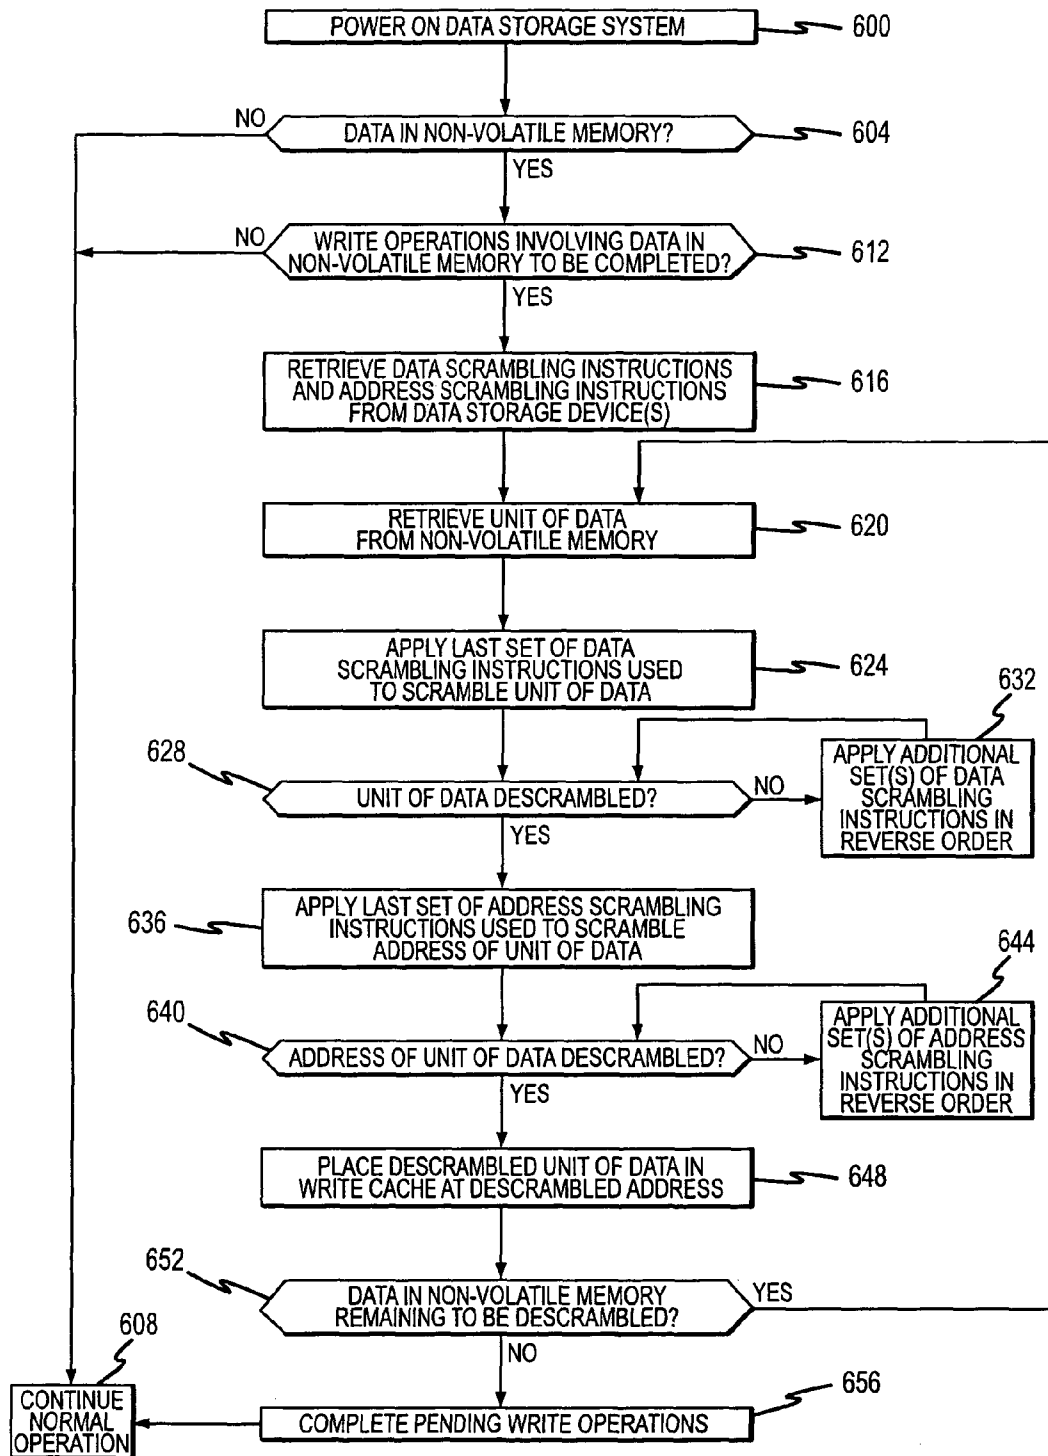 POWER ON DATA STORAGE SYSTEM
600
NO
DATA IN NON-VOLATILE MEMORY?
604
YES
NO
WRITE OPERATIONS INVOLVING DATA IN
NON-VOLATILE MEMORY TO BE COMPLETED?
612
YES
RETRIEVE DATA SCRAMBLING INSTRUCTIONS
AND ADDRESS SCRAMBLING INSTRUCTIONS
FROM DATA STORAGE DEVICE(S)
616
RETRIEVE UNIT OF DATA
FROM NON-VOLATILE MEMORY
620
APPLY LAST SET OF DATA
SCRAMBLING INSTRUCTIONS USED
TO SCRAMBLE UNIT OF DATA
624
632
628
UNIT OF DATA DESCRAMBLED?
NO
APPLY ADDITIONAL
SET(S) OF DATA
SCRAMBLING
INSTRUCTIONS IN
REVERSE ORDER
YES
636
APPLY LAST SET OF ADDRESS SCRAMBLING
INSTRUCTIONS USED TO SCRAMBLE
ADDRESS OF UNIT OF DATA
644
640
ADDRESS OF UNIT OF DATA DESCRAMBLED?
NO
APPLY ADDITIONAL
SET(S) OF ADDRESS
SCRAMBLING
INSTRUCTIONS IN
REVERSE ORDER
YES
PLACE DESCRAMBLED UNIT OF DATA IN
WRITE CACHE AT DESCRAMBLED ADDRESS
648
652
DATA IN NON-VOLATILE MEMORY
REMAINING TO BE DESCRAMBLED?
YES
NO
608
CONTINUE
NORMAL
OPERATION
COMPLETE PENDING WRITE OPERATIONS
656